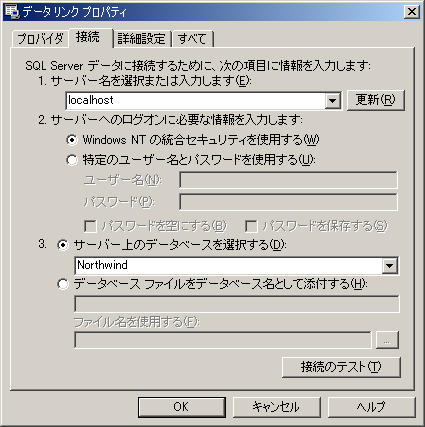 データ リンク プロパティ
プロバイダ 接続 詳細設定 すべて
SQL Server データに接続するために、次の項目に情報を入力します:
1. サーバー名を選択または入力します(E):
localhost 更新(R)
2. サーバーへのログオンに必要な情報を入力します:
Windows NT の統合セキュリティを使用する(W)
特定のユーザー名とパスワードを使用する(U):
ユーザー名(N):
パスワード(P):
パスワードを空にする(B) パスワードを保存する(S)
3. サーバー上のデータベースを選択する(D):
Northwind
データベース ファイルをデータベース名として添付する(H):
ファイル名を使用する(F):
...
接続のテスト(T)
OK キャンセル ヘルプ